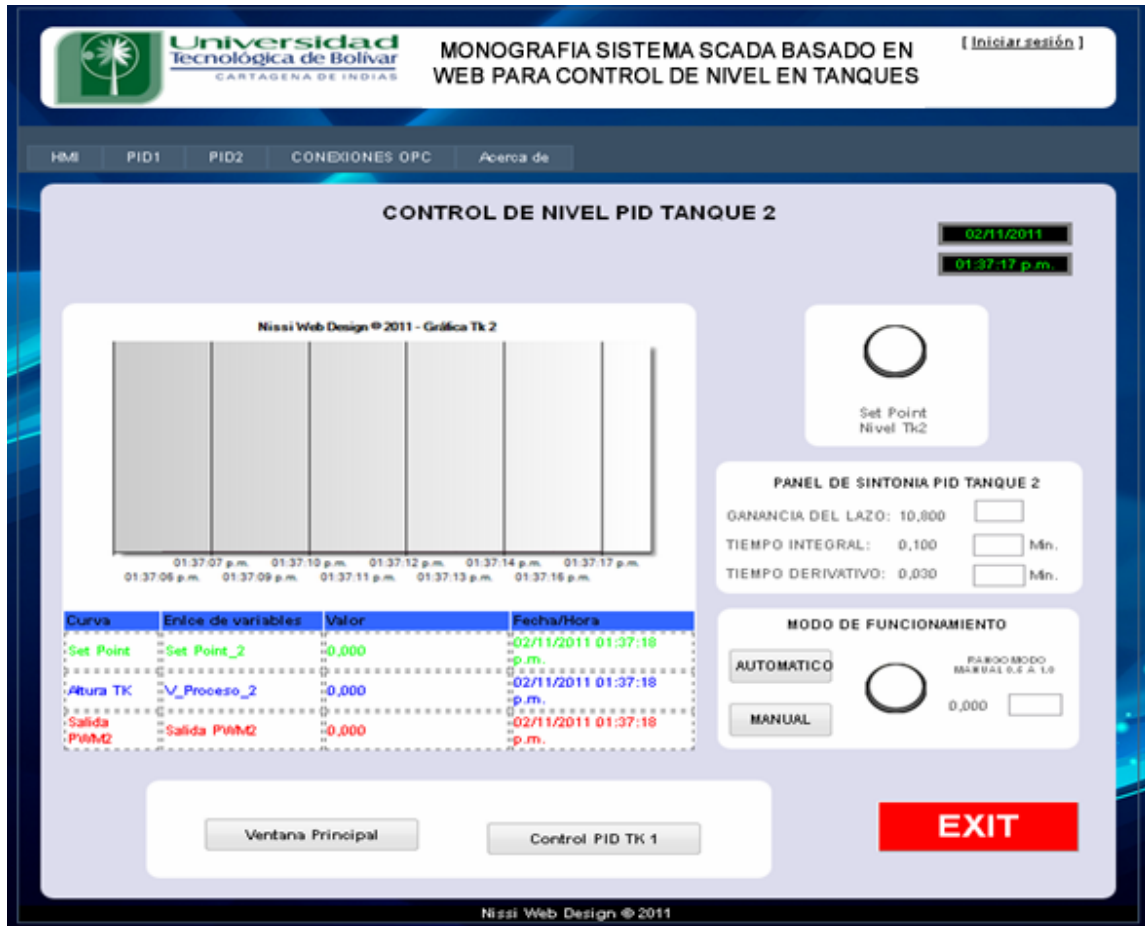 Universidad
Tecnológica de Bolívar
CARTAGENA DE INDIAS
MONOGRAFIA SISTEMA SCADA BASADO EN
WEB PARA CONTROL DE NIVEL EN TANQUES
[ Iniciar sesión ]
HMI PID1 PID2 CONEXIONES OPC Acerca de
CONTROL DE NIVEL PID TANQUE 2
02/11/2011
01:37:17 p.m.
Nissi Web Design © 2011 - Gráfica Tk 2
01:37:07 p.m. 01:37:10 p.m. 01:37:12 p.m. 01:37:14 p.m. 01:37:17 p.m.
01:37:06 p.m. 01:37:09 p.m. 01:37:11 p.m. 01:37:13 p.m. 01:37:16 p.m.
Set Point
Nivel Tk2
PANEL DE SINTONIA PID TANQUE 2
GANANCIA DEL LAZO: 10,800
TIEMPO INTEGRAL: 0,100 Min.
TIEMPO DERIVATIVO: 0,030 Min.
Curva Enlce de variables Valor Fecha/Hora
Set Point Set Point_2 0,000 02/11/2011 01:37:18 p.m.
Altura TK V_Proceso_2 0,000 02/11/2011 01:37:18 p.m.
Salida PWM2 Salida PWM2 0,000 02/11/2011 01:37:18 p.m.
MODO DE FUNCIONAMIENTO
AUTOMATICO
RANGO MODO
MANUAL 0.6 A 1.0
0,000
MANUAL
Ventana Principal
Control PID TK 1
EXIT
Nissi Web Design © 2011